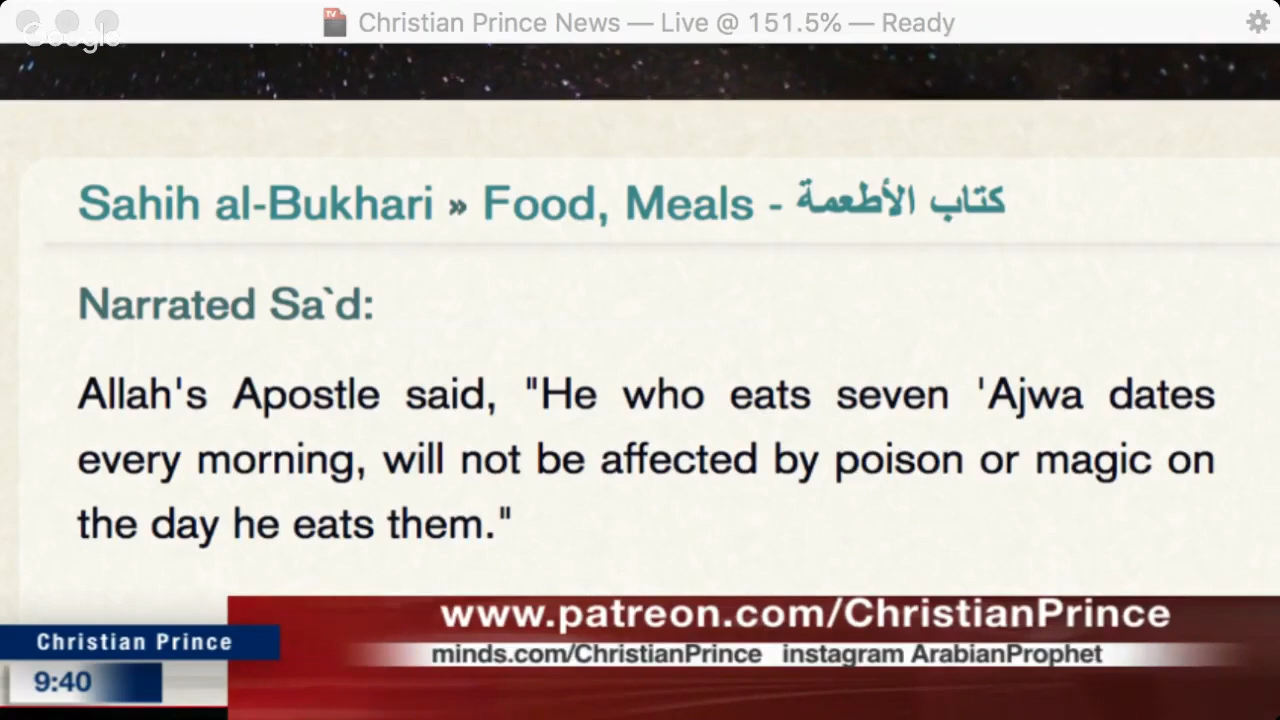 Christian Prince News — Live @ 151.5% — Ready
Google
Sahih al-Bukhari » Food, Meals - كتاب الأطعمة
Narrated Sa`d:
Allah's Apostle said, "He who eats seven 'Ajwa dates
every morning, will not be affected by poison or magic on
the day he eats them."
www.patreon.com/ChristianPrince
Christian Prince
minds.com/ChristianPrince instagram ArabianProphet
9:40